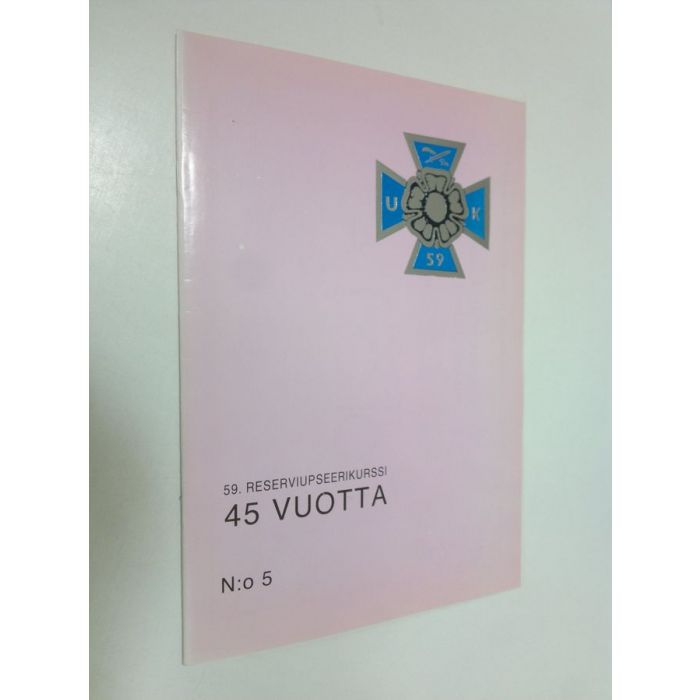 U K
59
59. RESERVIUPSEERIKURSSI
45 VUOTTA
N:o 5